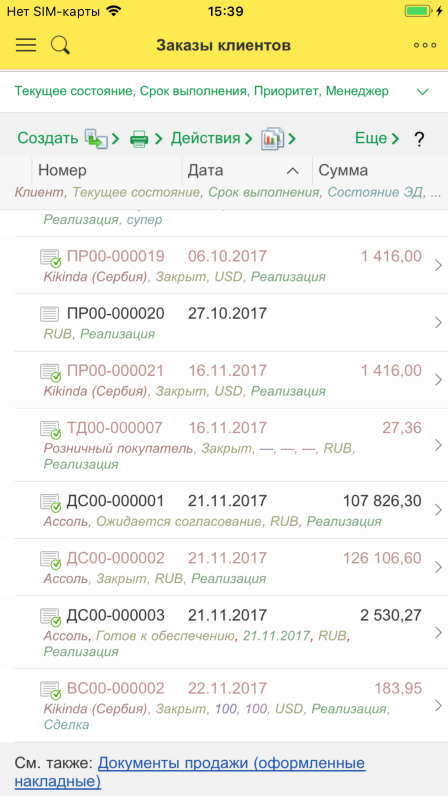 Нет SIM-карты 15:39
Заказы клиентов
Текущее состояние, Срок выполнения, Приоритет, Менеджер
Создать Действия Еще ?
Номер Дата Сумма
Клиент, Текущее состояние, Срок выполнения, Состояние ЭД, ...
Реализация, супер
ПР00-000019 06.10.2017 1 416,00
Kikinda (Сербия), Закрыт, USD, Реализация
ПР00-000020 27.10.2017
RUB, Реализация
ПР00-000021 16.11.2017 1 416,00
Kikinda (Сербия), Закрыт, USD, Реализация
ТД00-000007 16.11.2017 27,36
Розничный покупатель, Закрыт, —, —, —, RUB,
Реализация
ДС00-000001 21.11.2017 107 826,30
Ассоль, Ожидается согласование, RUB, Реализация
ДС00-000002 21.11.2017 126 106,60
Ассоль, Закрыт, RUB, Реализация
ДС00-000003 21.11.2017 2 530,27
Ассоль, Готов к обеспечению, 21.11.2017, RUB,
Реализация
ВС00-000002 22.11.2017 183,95
Kikinda (Сербия), Закрыт, 100, 100, USD, Реализация,
Сделка
См. также: Документы продажи (оформленные
накладные)